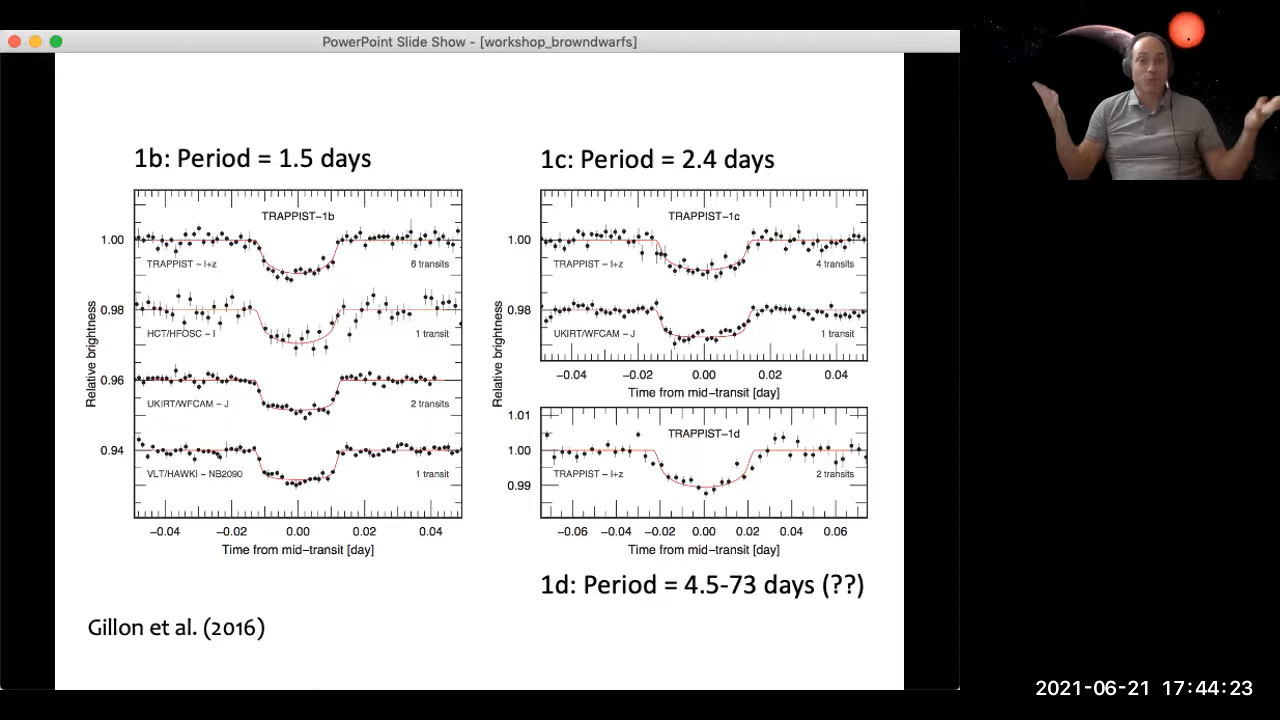 PowerPoint Slide Show - [workshop_browndwarfs]
1b: Period = 1.5 days
TRAPPIST−1b
1.00
TRAPPIST − I+z
6 transits
0.98
HCT/HFOSC − I
1 transit
0.96
UKIRT/WFCAM − J
2 transits
0.94
VLT/HAWKI − NB2090
1 transit
Relative brightness
−0.04 −0.02 0.00 0.02 0.04
Time from mid−transit [day]
1c: Period = 2.4 days
TRAPPIST−1c
1.00
TRAPPIST − I+z
4 transits
0.98
UKIRT/WFCAM − J
1 transit
−0.04 −0.02 0.00 0.02 0.04
Time from mid−transit [day]
Relative brightness
1.01
TRAPPIST−1d
1.00
TRAPPIST − I+z
2 transits
0.99
−0.06 −0.04 −0.02 0.00 0.02 0.04 0.06
Time from mid−transit [day]
1d: Period = 4.5-73 days (??)
Gillon et al. (2016)
2021-06-21 17:44:23